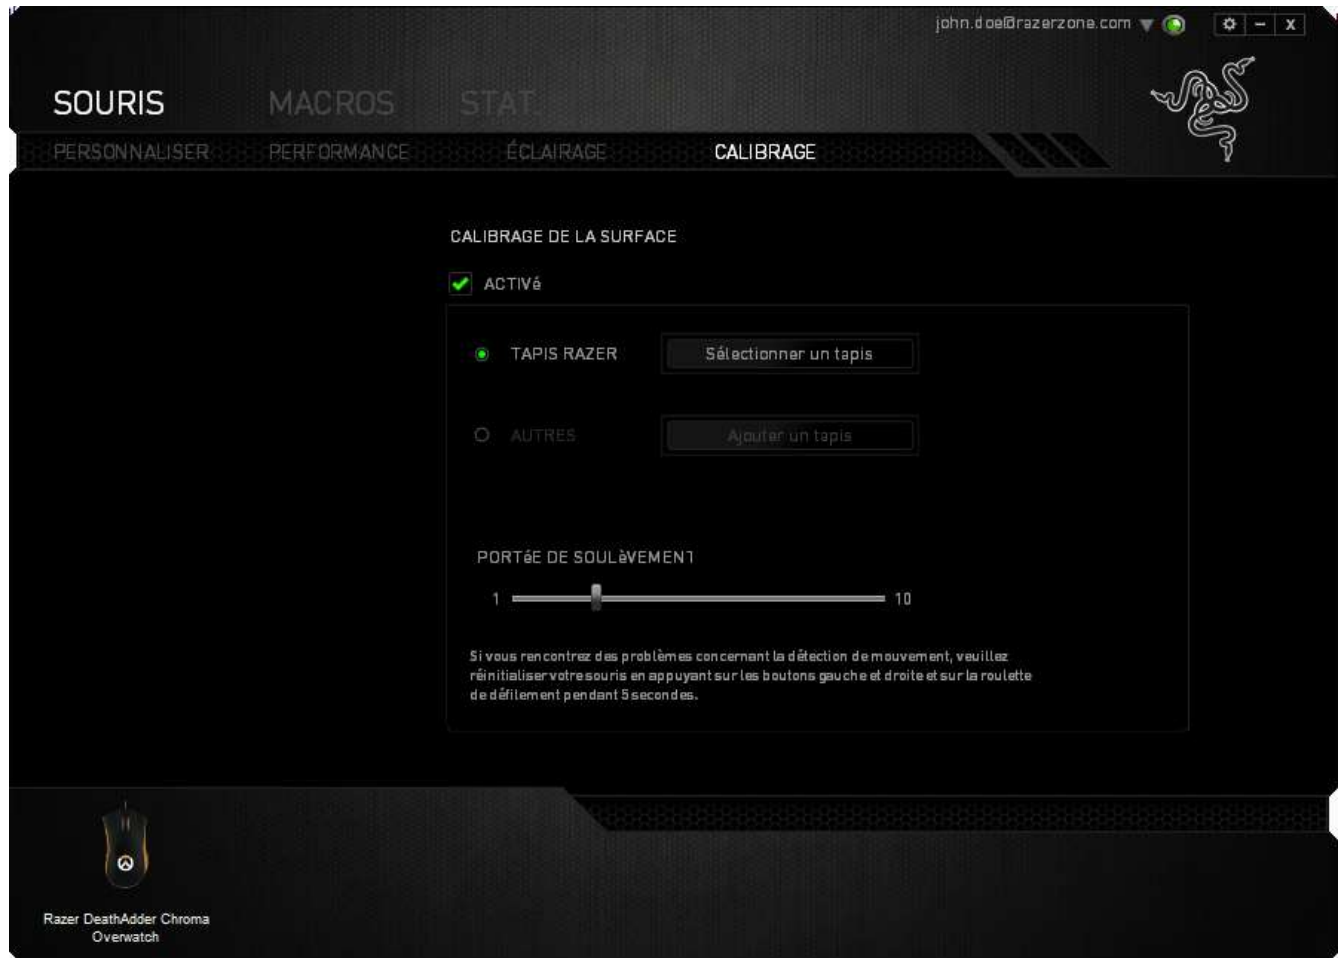 john.doe@razerzone.com
SOURIS MACROS STAT.
PERSONNALISER PERFORMANCE ÉCLAIRAGE CALIBRAGE
CALIBRAGE DE LA SURFACE
ACTIVé
TAPIS RAZER Sélectionner un tapis
AUTRES Ajouter un tapis
PORTéE DE SOULèVEMENT
1 10
Si vous rencontrez des problèmes concernant la détection de mouvement, veuillez
réinitialiser votre souris en appuyant sur les boutons gauche et droite et sur la roulette
de défilement pendant 5 secondes.
Razer DeathAdder Chroma
Overwatch